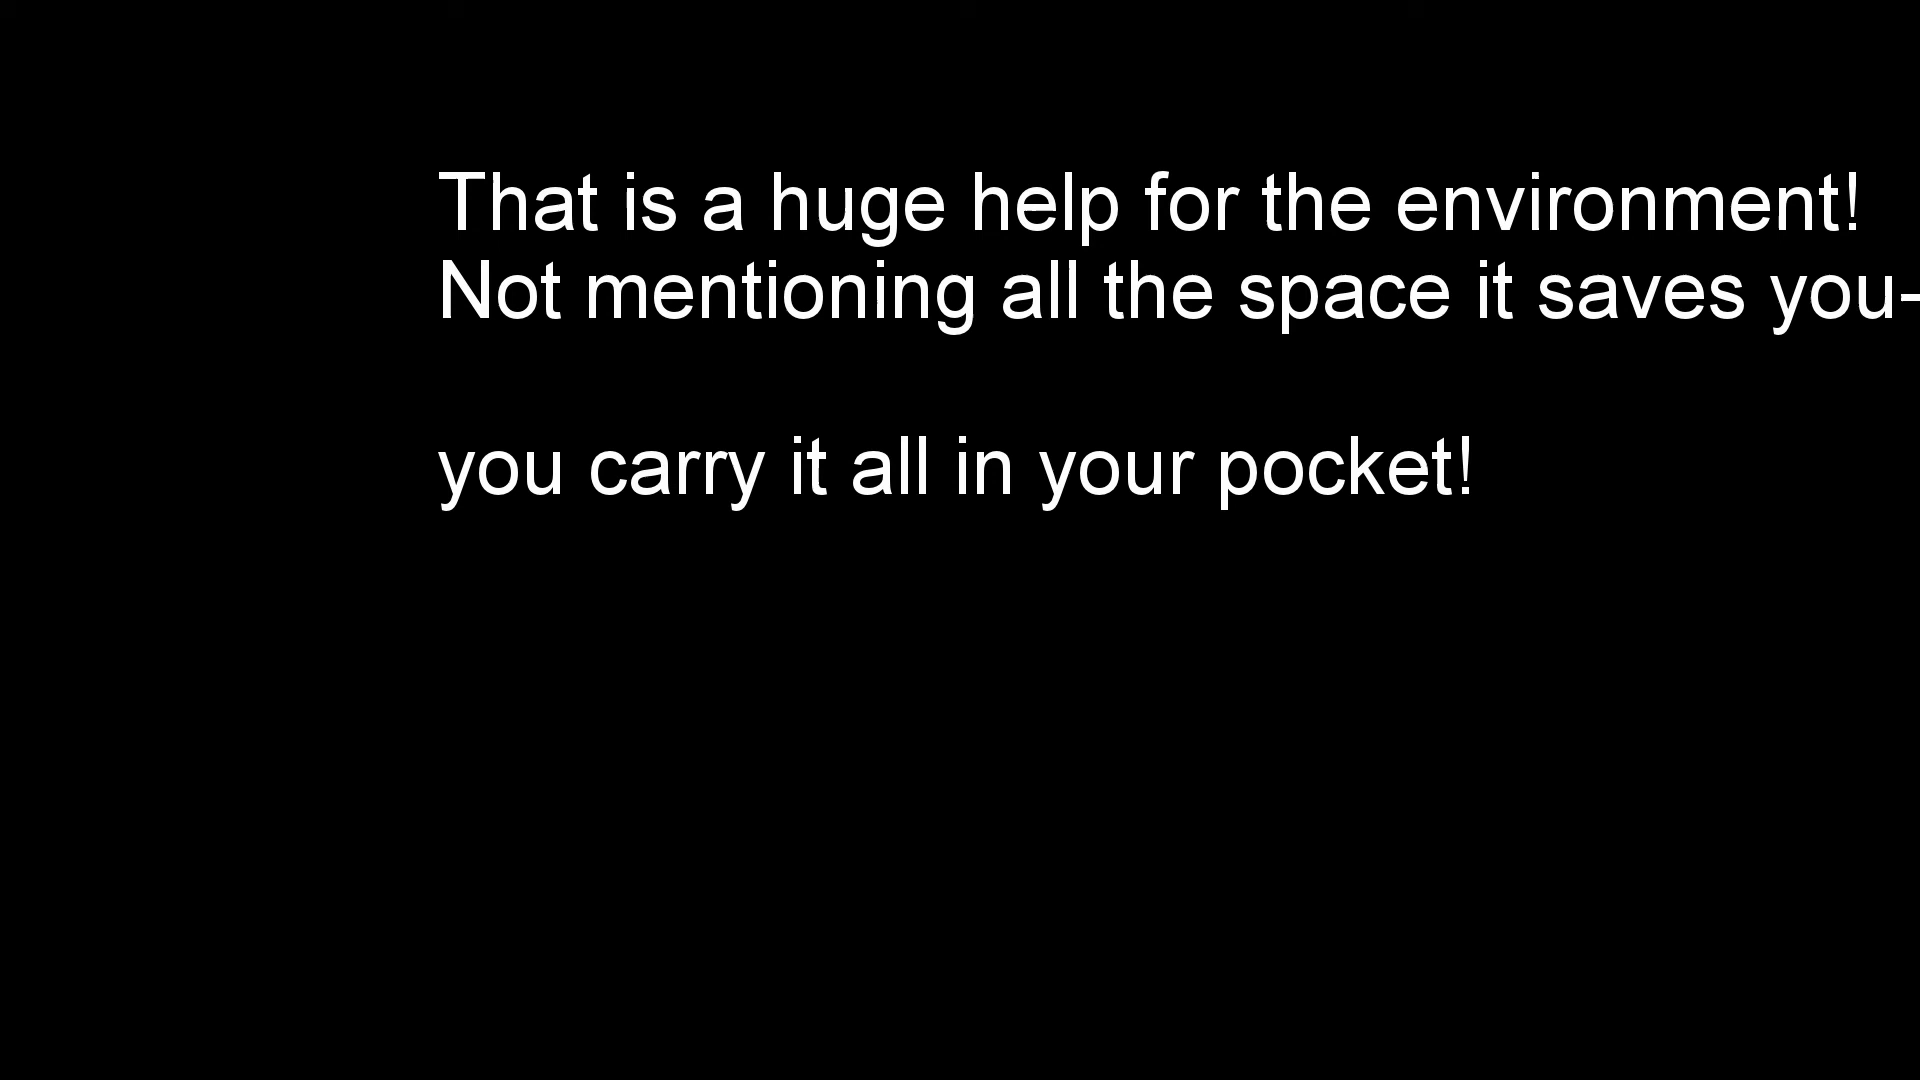 That is a huge help for the environment!
Not mentioning all the space it saves you-
you carry it all in your pocket!